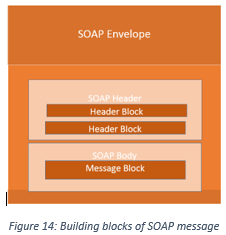 SOAP Envelope
SOAP Header
Header Block
Header Block
SOAP Body
Message Block
Figure 14: Building blocks of SOAP message